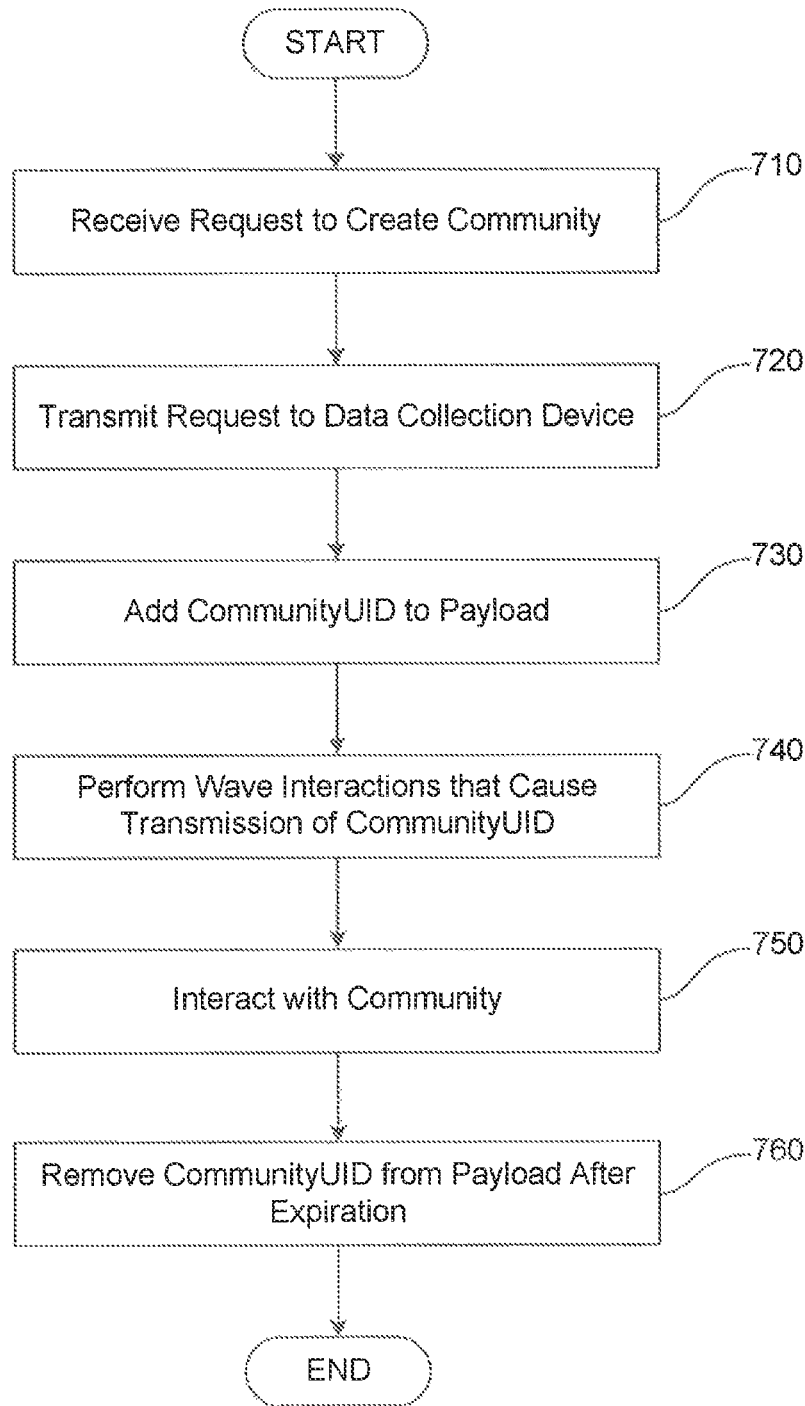 START
710
Receive Request to Create Community
720
Transmit Request to Data Collection Device
730
Add CommunityUID to Payload
740
Perform Wave Interactions that Cause
Transmission of CommunityUID
750
Interact with Community
760
Remove CommunityUID from Payload After
Expiration
END